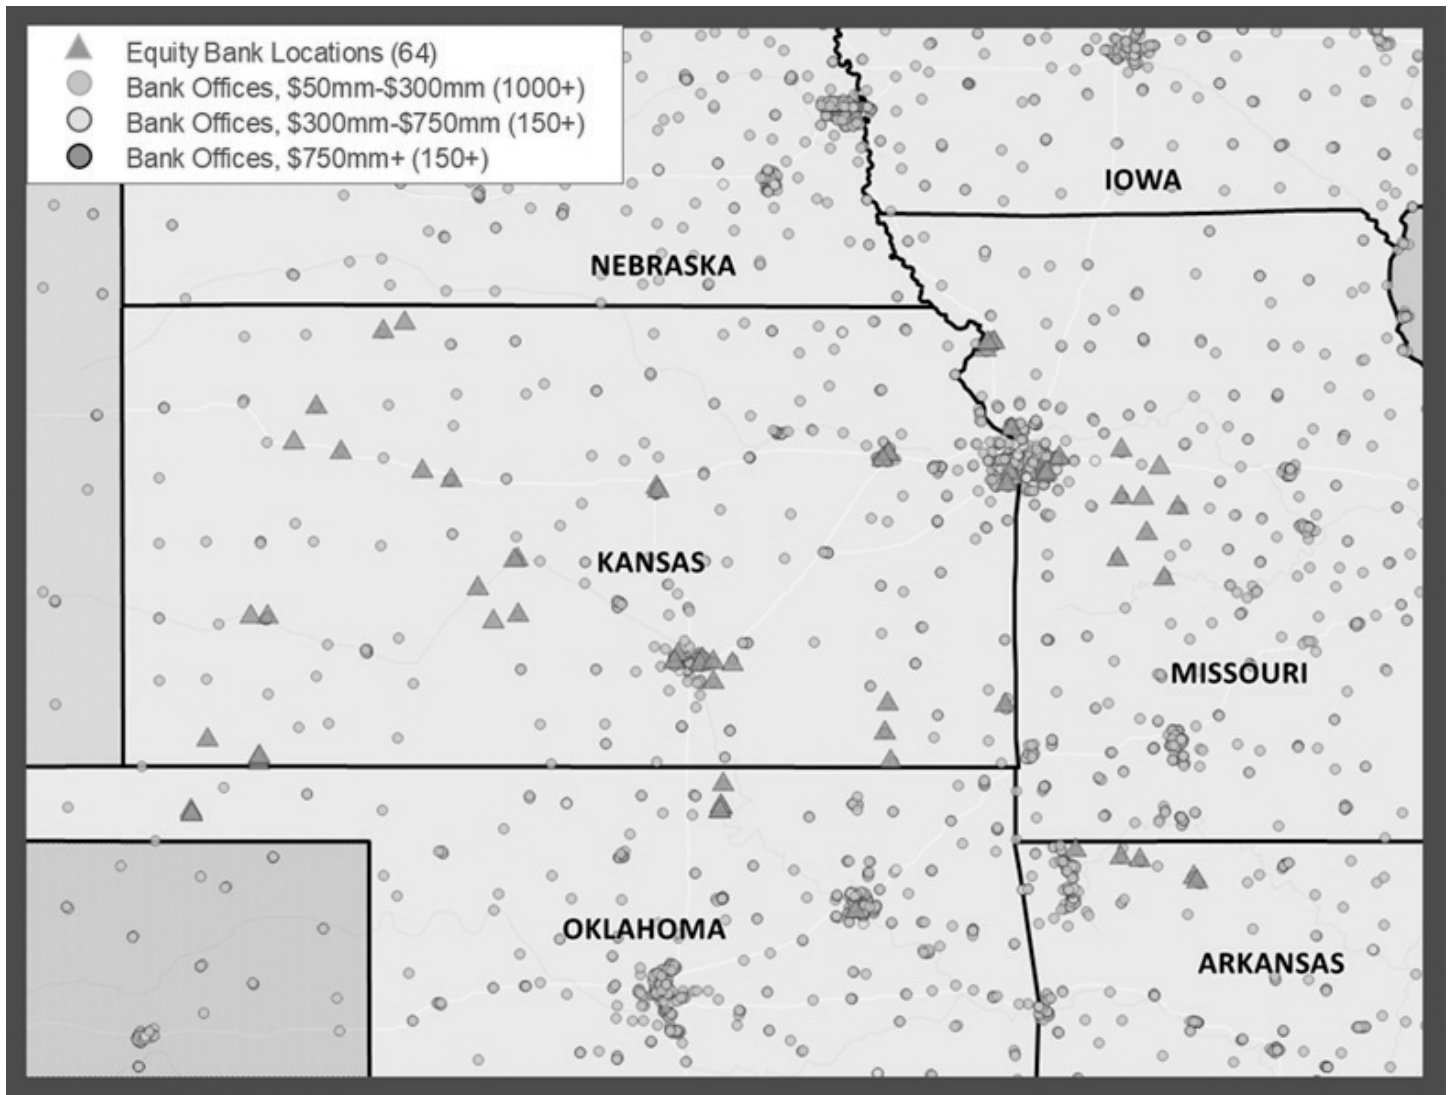 Equity Bank Locations (64)
Bank Offices, $50mm-$300mm (1000+)
Bank Offices, $300mm-$750mm (150+)
Bank Offices, $750mm+ (150+)
IOWA
NEBRASKA
KANSAS
MISSOURI
OKLAHOMA
ARKANSAS